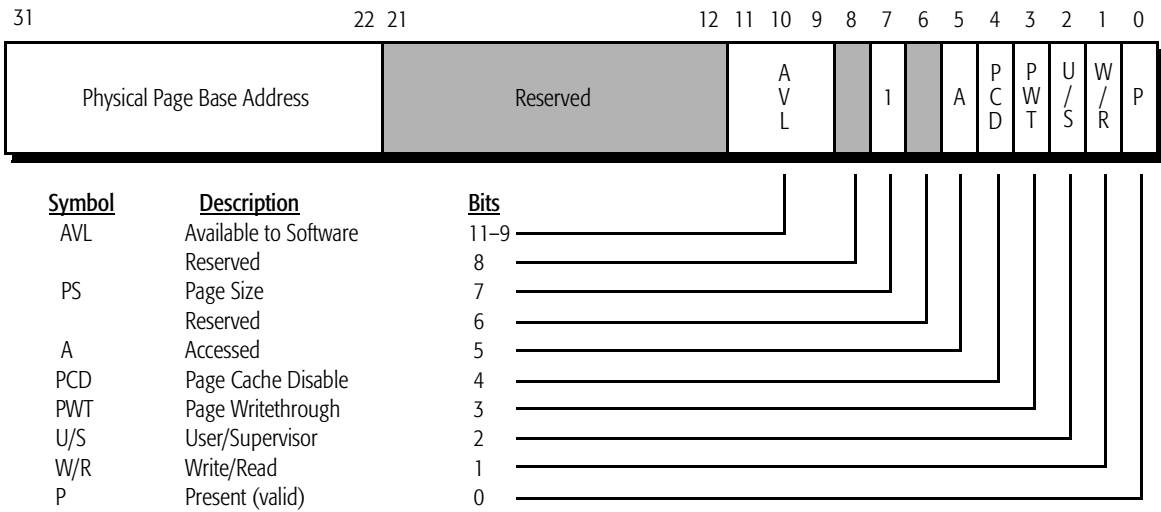 31 22 21 12 11 10 9 8 7 6 5 4 3 2 1 0
Physical Page Base Address Reserved AVL 1 A PCD PWT U/S W/R P
Symbol Description Bits
AVL Available to Software 11–9
Reserved 8
PS Page Size 7
Reserved 6
A Accessed 5
PCD Page Cache Disable 4
PWT Page Writethrough 3
U/S User/Supervisor 2
W/R Write/Read 1
P Present (valid) 0